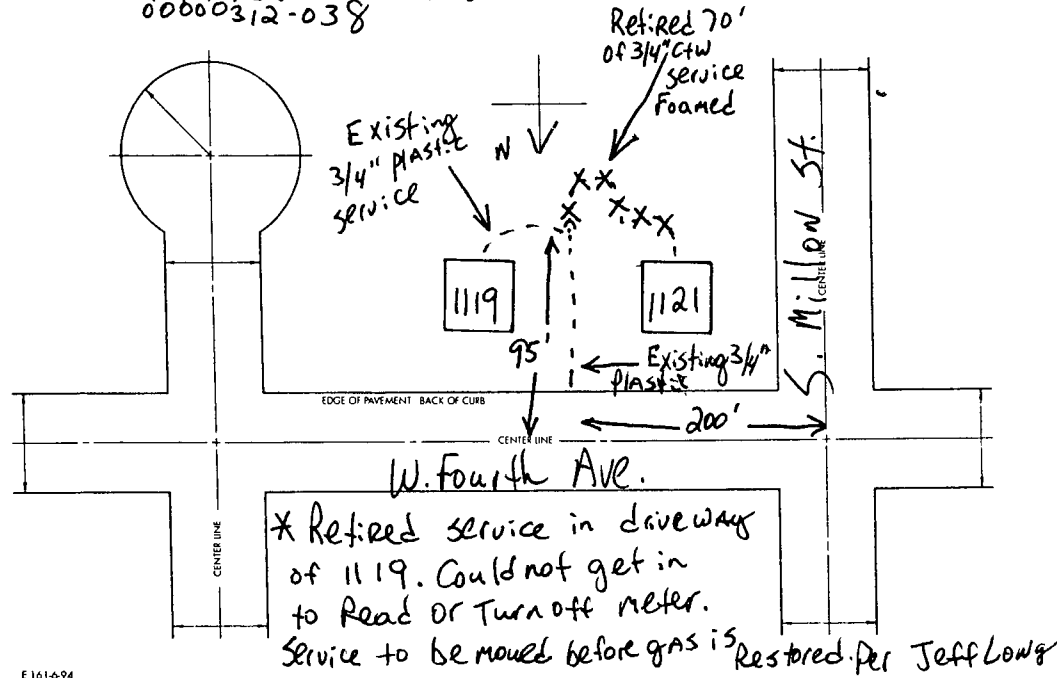 00000312-038
Retired 70'
of 3/4" C+W
service
Foamed
Existing
3/4" plastic
service
N
1119
1121
95'
Existing 3/4"
plastic
S. Millon St.
CENTER LINE
EDGE OF PAVEMENT BACK OF CURB
200'
CENTER LINE
W. Fourth Ave.
CENTER LINE
* Retired service in driveway
of 1119. Could not get in
to Read or Turn off meter.
Service to be moved before gas is Restored. Per Jeff Long
F 161-6-94